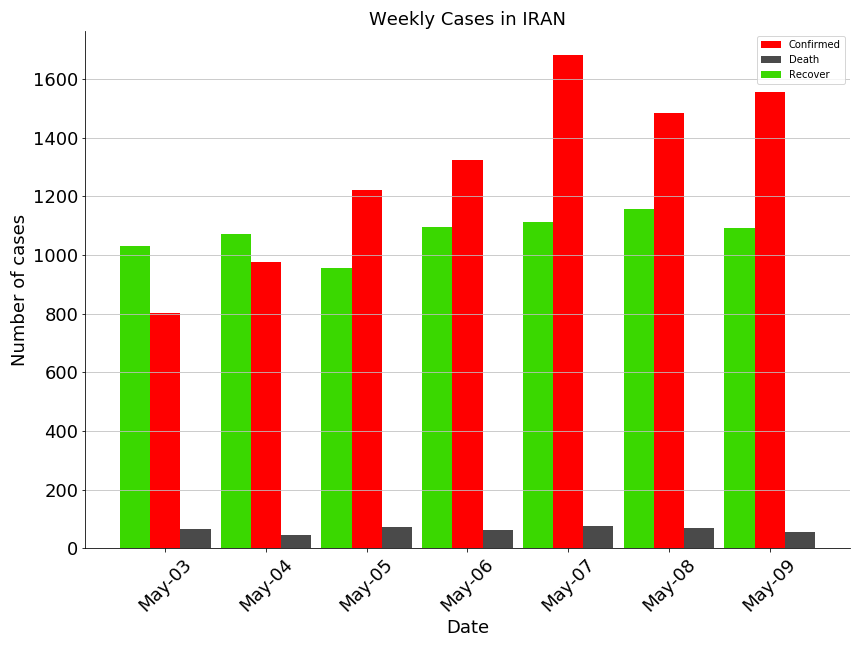 Weekly Cases in IRAN
Confirmed
Death
Recover
Number of cases
1600
1400
1200
1000
800
600
400
200
0
May-03
May-04
May-05
May-06
May-07
May-08
May-09
Date